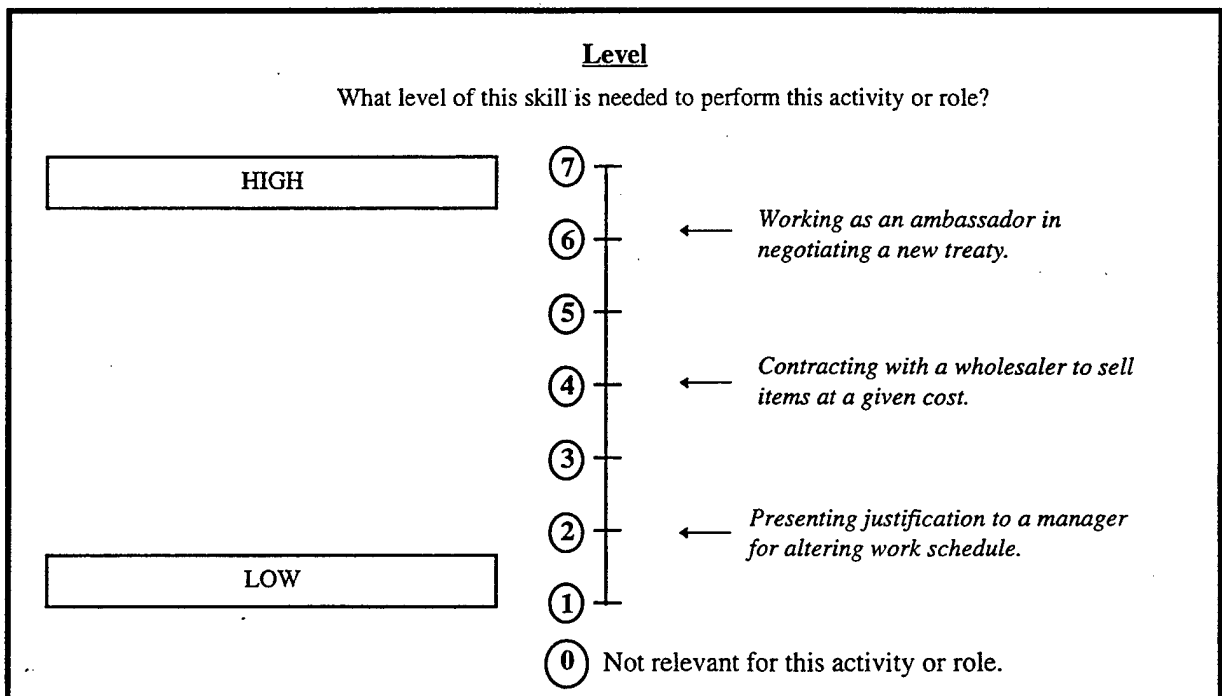 Level
What level of this skill is needed to perform this activity or role?
HIGH
7
6
Working as an ambassador in
negotiating a new treaty.
5
4
Contracting with a wholesaler to sell
items at a given cost.
3
2
Presenting justification to a manager
for altering work schedule.
LOW
1
0 Not relevant for this activity or role.